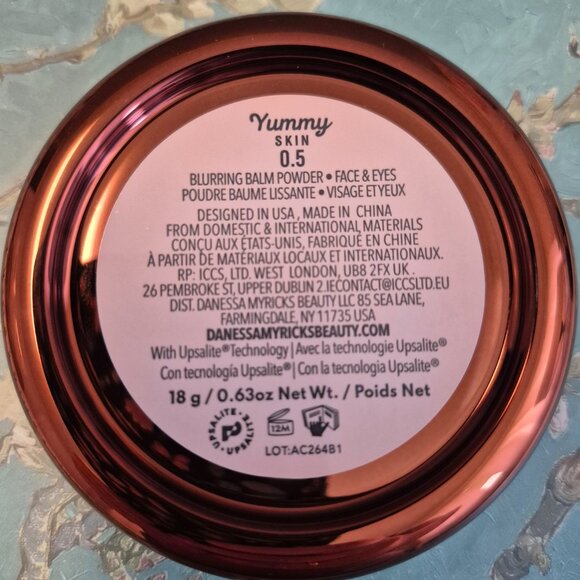 Yummy
SKIN
0.5
BLURRING BALM POWDER • FACE & EYES
POUDRE BAUME LISSANTE • VISAGE ET YEUX
DESIGNED IN USA , MADE IN CHINA
FROM DOMESTIC & INTERNATIONAL MATERIALS
CONÇU AUX ÉTATS-UNIS, FABRIQUÉ EN CHINE
À PARTIR DE MATÉRIAUX LOCAUX ET INTERNATIONAUX.
RP: ICCS, LTD. WEST LONDON, UB8 2FX UK .
26 PEMBROKE ST, UPPER DUBLIN 2.IECONTACT@ICCSLTD.EU
DIST. DANESSA MYRICKS BEAUTY LLC 85 SEA LANE,
FARMINGDALE, NY 11735 USA
DANESSAMYRICKSBEAUTY.COM
With Upsalite® Technology | Avec la technologie Upsalite®
Con tecnología Upsalite® | Con la tecnologia Upsalite®
18 g / 0.63oz Net Wt. / Poids Net
UPSALITE • UPSALITE •
12M
LOT:AC264B1